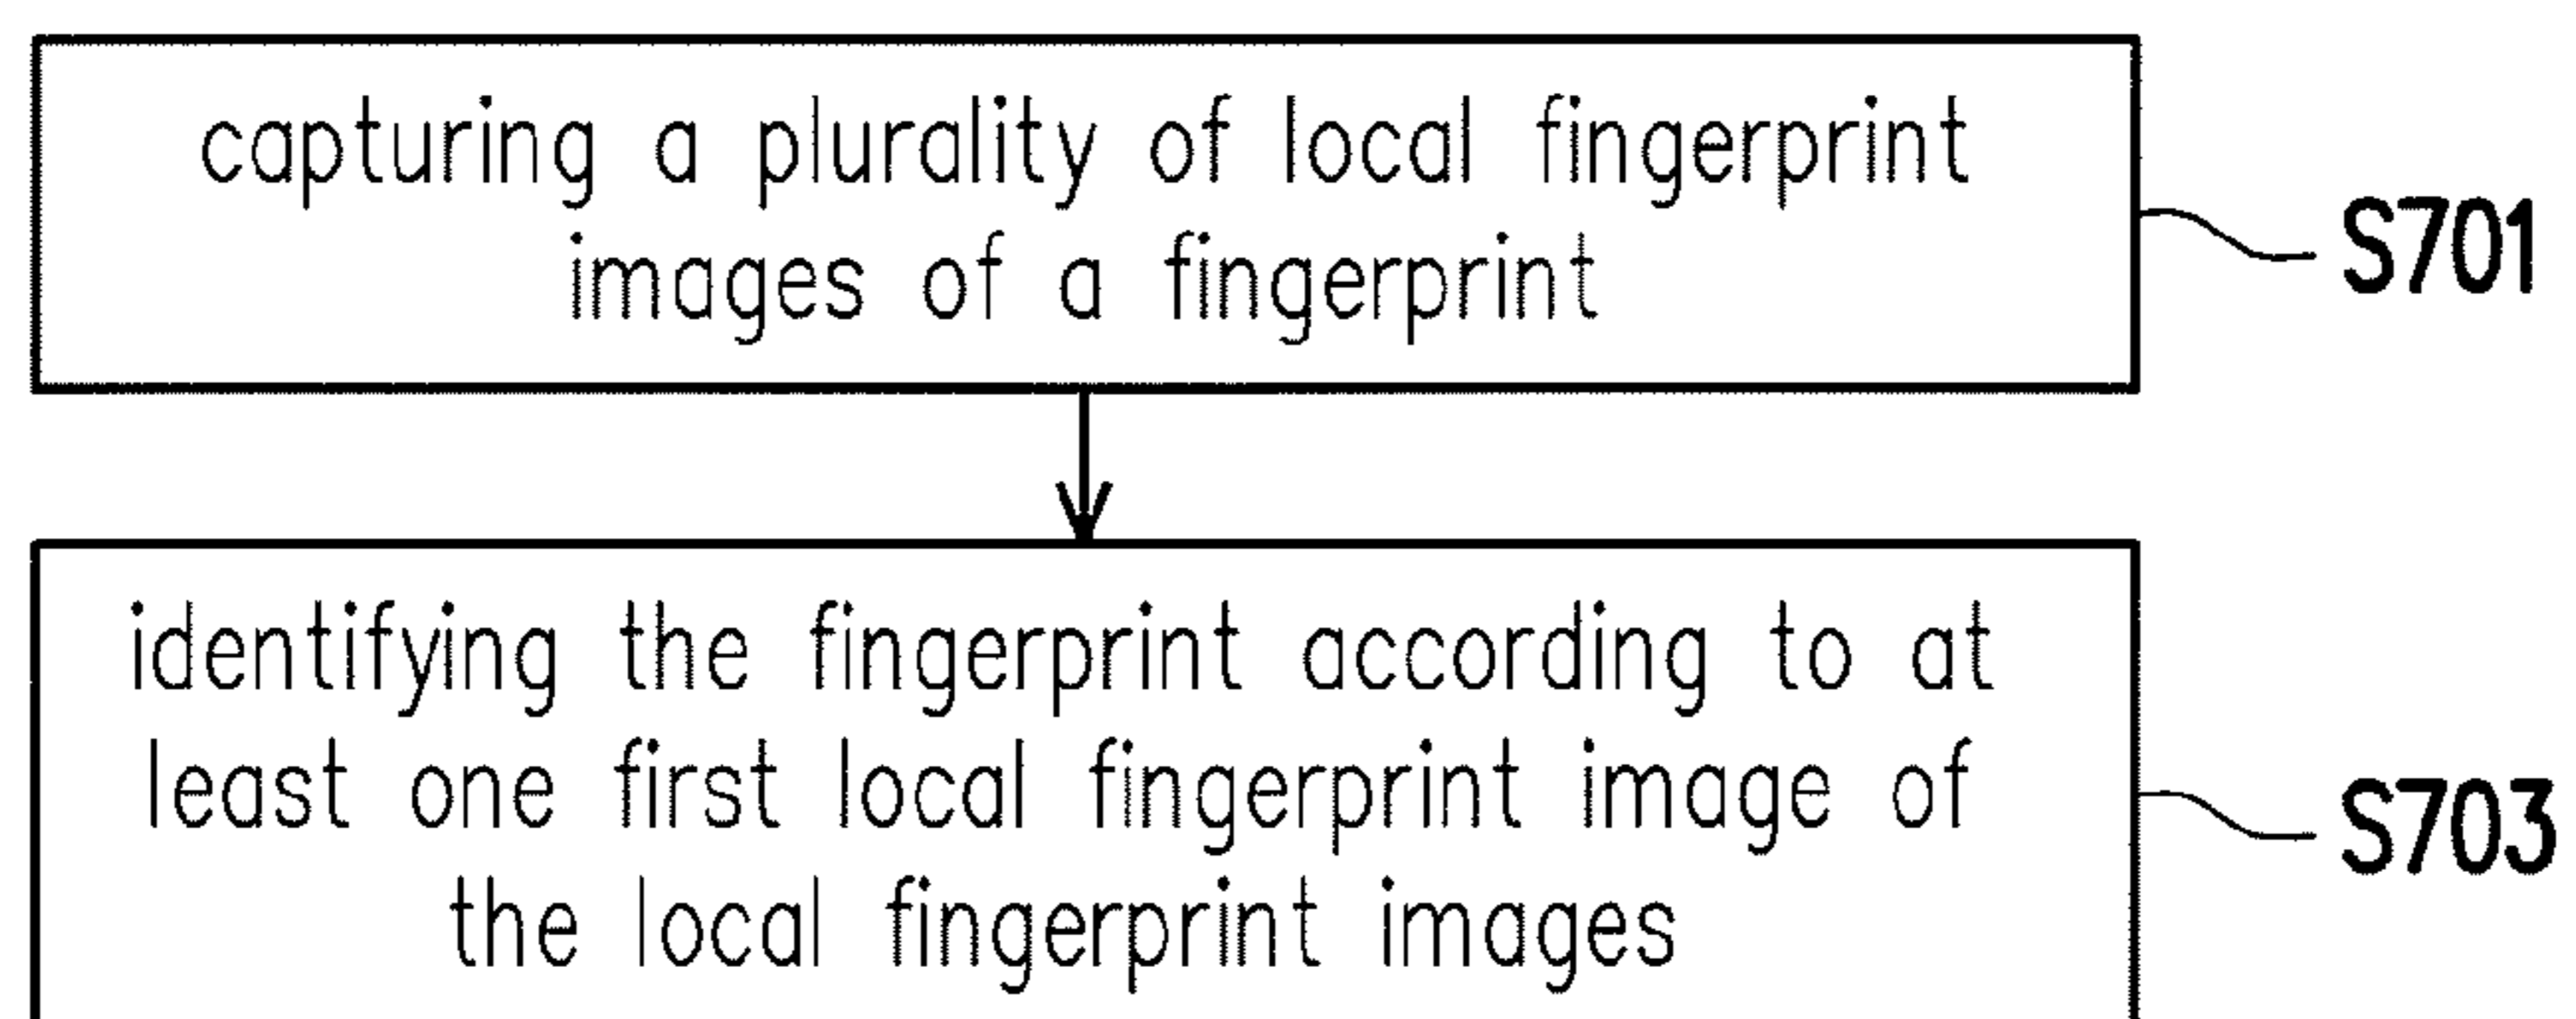 capturing a plurality of local fingerprint
images of a fingerprint
S701
identifying the fingerprint according to at
least one first local fingerprint image of
the local fingerprint images
S703